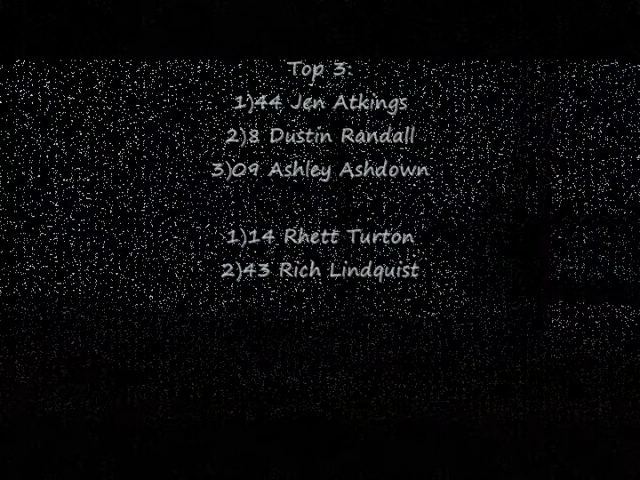 Top 3:
1)44 Jen Atkings
2)8 Dustin Randall
3)09 Ashley Ashdown
1)14 Rhett Turton
2)43 Rich Lindquist